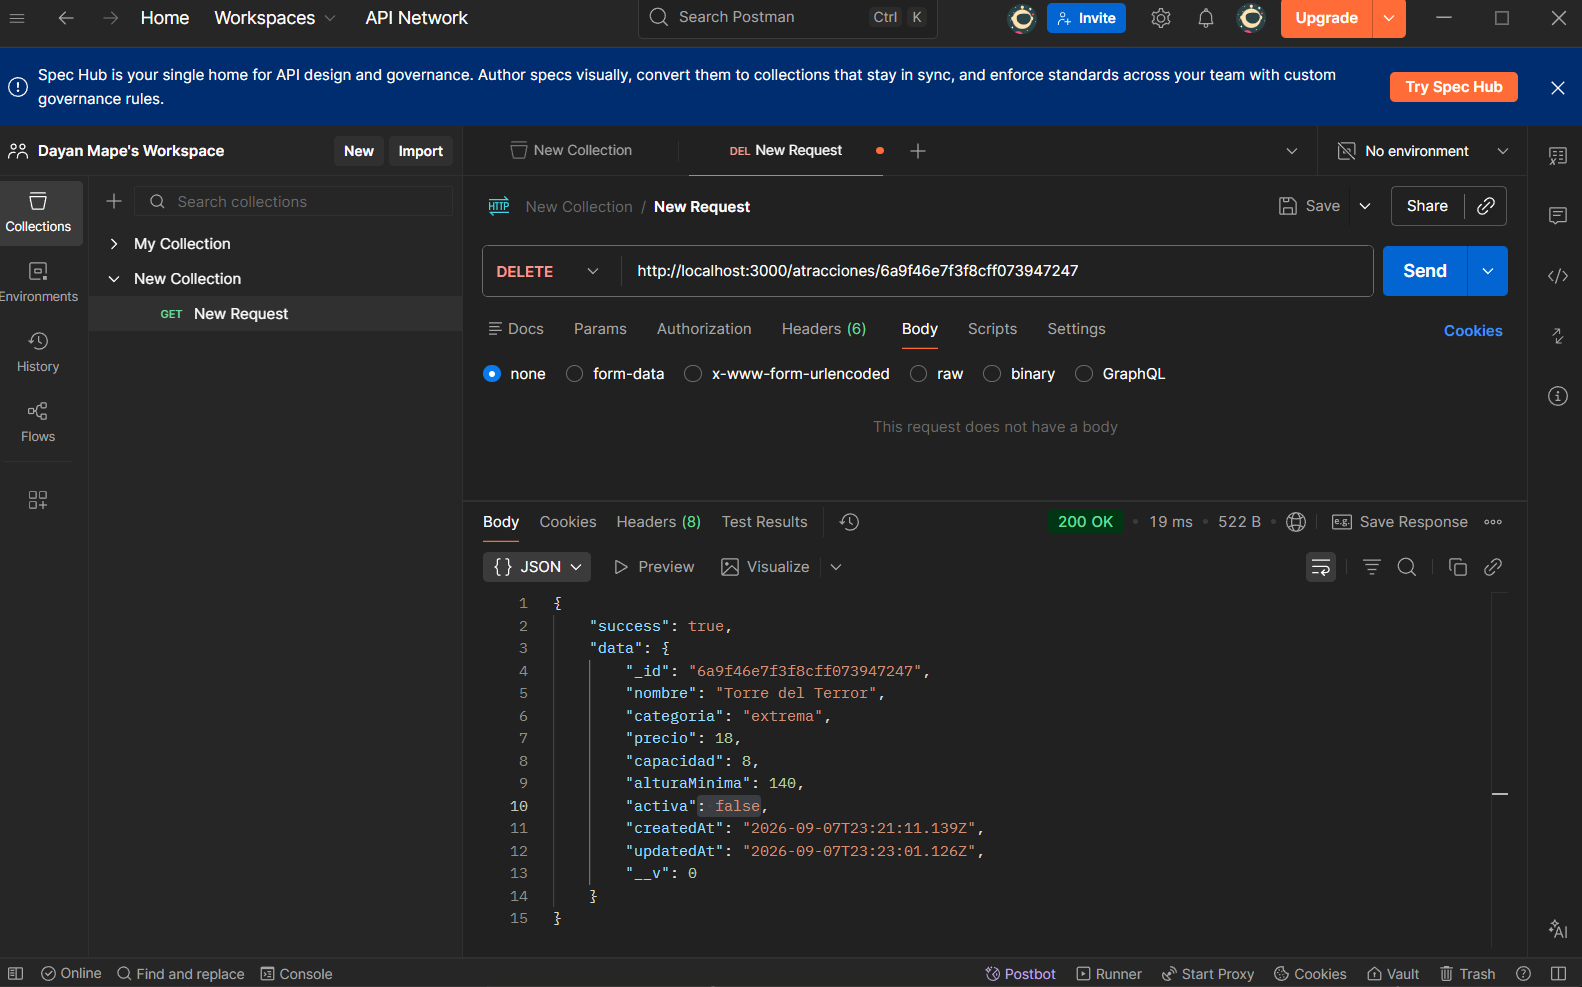 Home Workspaces API Network Search Postman Ctrl K Invite Upgrade
Spec Hub is your single home for API design and governance. Author specs visually, convert them to collections that stay in sync, and enforce standards across your team with custom
governance rules.
Try Spec Hub
Dayan Mape's Workspace New Import
New Collection DEL New Request No environment
Collections
Environments
History
Flows
Search collections
My Collection
New Collection
GET New Request
HTTP New Collection / New Request Save Share
DELETE http://localhost:3000/atracciones/6a9f46e7f3f8cff073947247 Send
Docs Params Authorization Headers (6) Body Scripts Settings Cookies
none form-data x-www-form-urlencoded raw binary GraphQL
This request does not have a body
Body Cookies Headers (8) Test Results 200 OK • 19 ms • 522 B • e.g. Save Response
{} JSON Preview Visualize
1 {
2 "success": true,
3 "data": {
4 "_id": "6a9f46e7f3f8cff073947247",
5 "nombre": "Torre del Terror",
6 "categoria": "extrema",
7 "precio": 18,
8 "capacidad": 8,
9 "alturaMinima": 140,
10 "activa": false,
11 "createdAt": "2026-09-07T23:21:11.139Z",
12 "updatedAt": "2026-09-07T23:23:01.126Z",
13 "__v": 0
14 }
15 }
AI
Online Find and replace Console Postbot Runner Start Proxy Cookies Vault Trash